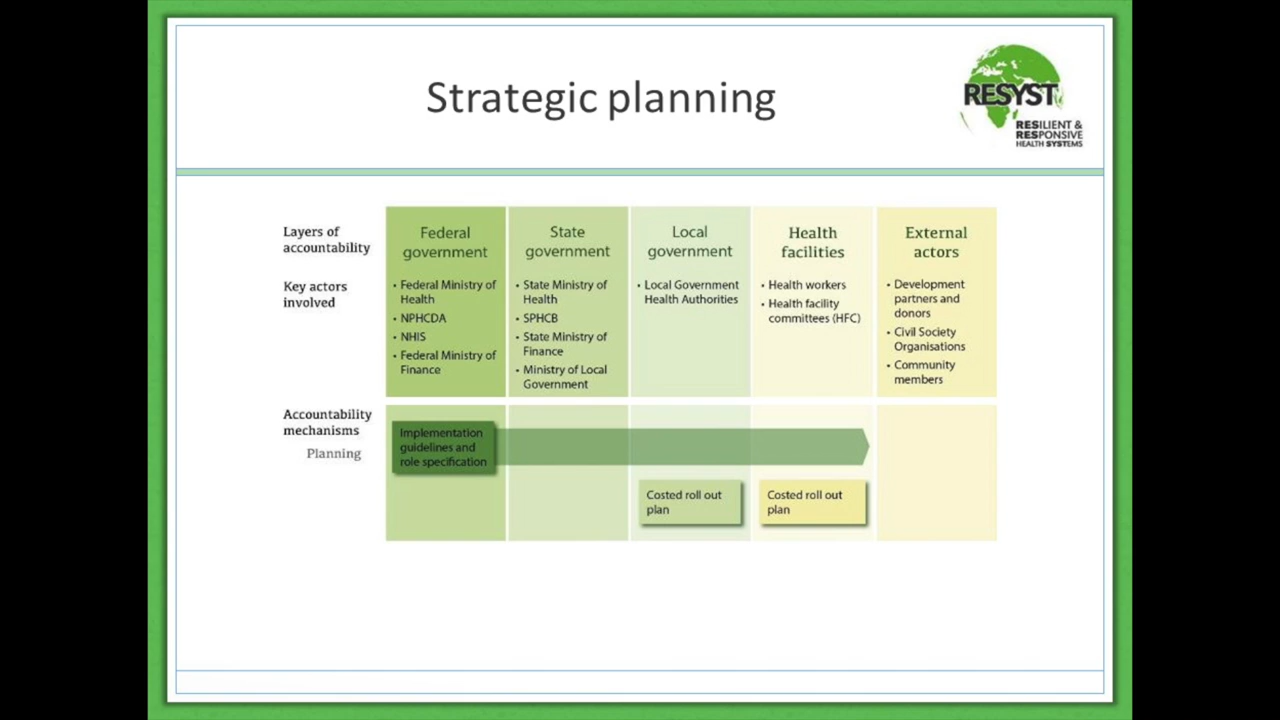 Strategic planning
RESYST
RESILIENT &
RESPONSIVE
HEALTH SYSTEMS
Layers of
accountability
Federal
government
State
government
Local
government
Health
facilities
External
actors
Key actors
involved
• Federal Ministry of
Health
• NPHCDA
• NHIS
• Federal Ministry of
Finance
• State Ministry of
Health
• SPHCB
• State Ministry of
Finance
• Ministry of Local
Government
• Local Government
Health Authorities
• Health workers
• Health facility
committees (HFC)
• Development
partners and
donors
• Civil Society
Organisations
• Community
members
Accountability
mechanisms
Planning
Implementation
guidelines and
role specification
Costed roll out
plan
Costed roll out
plan